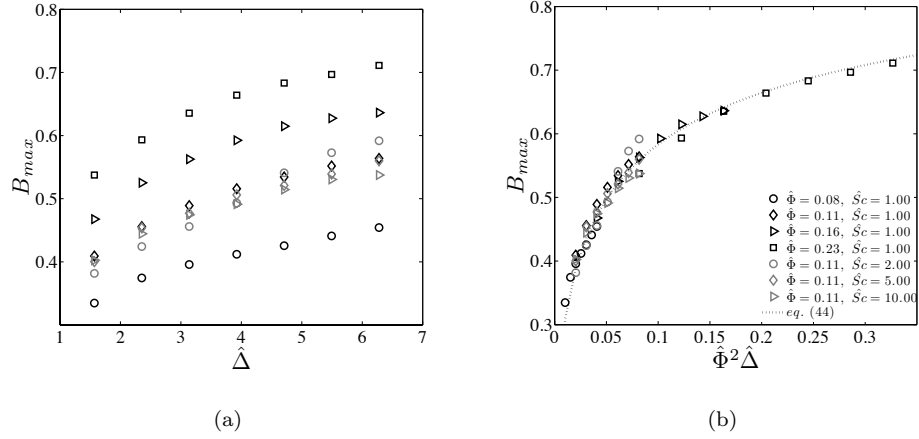 0.8
0.7
0.6
0.5
0.4
B_max
1 2 3 4 5 6 7
Δ̂
(a)
0.8
0.7
0.6
0.5
0.4
0.3
B_max
0 0.05 0.1 0.15 0.2 0.25 0.3
Φ̂²Δ̂
Φ̂ = 0.08, Ŝc = 1.00
Φ̂ = 0.11, Ŝc = 1.00
Φ̂ = 0.16, Ŝc = 1.00
Φ̂ = 0.23, Ŝc = 1.00
Φ̂ = 0.11, Ŝc = 2.00
Φ̂ = 0.11, Ŝc = 5.00
Φ̂ = 0.11, Ŝc = 10.00
eq. (44)
(b)